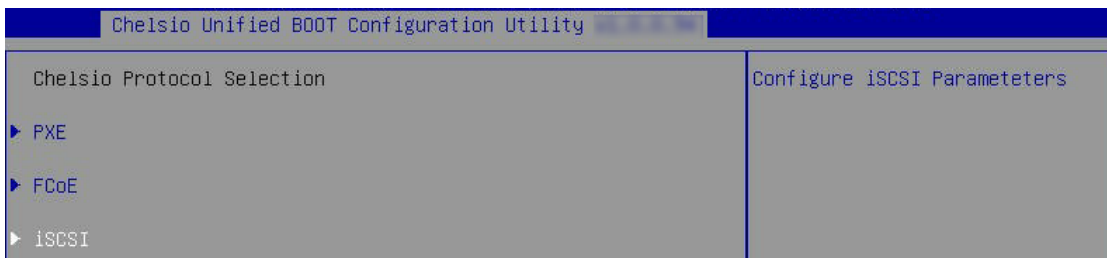 Chelsio Unified BOOT Configuration Utility
Chelsio Protocol Selection
Configure iSCSI Parameteters
PXE
FCoE
iSCSI